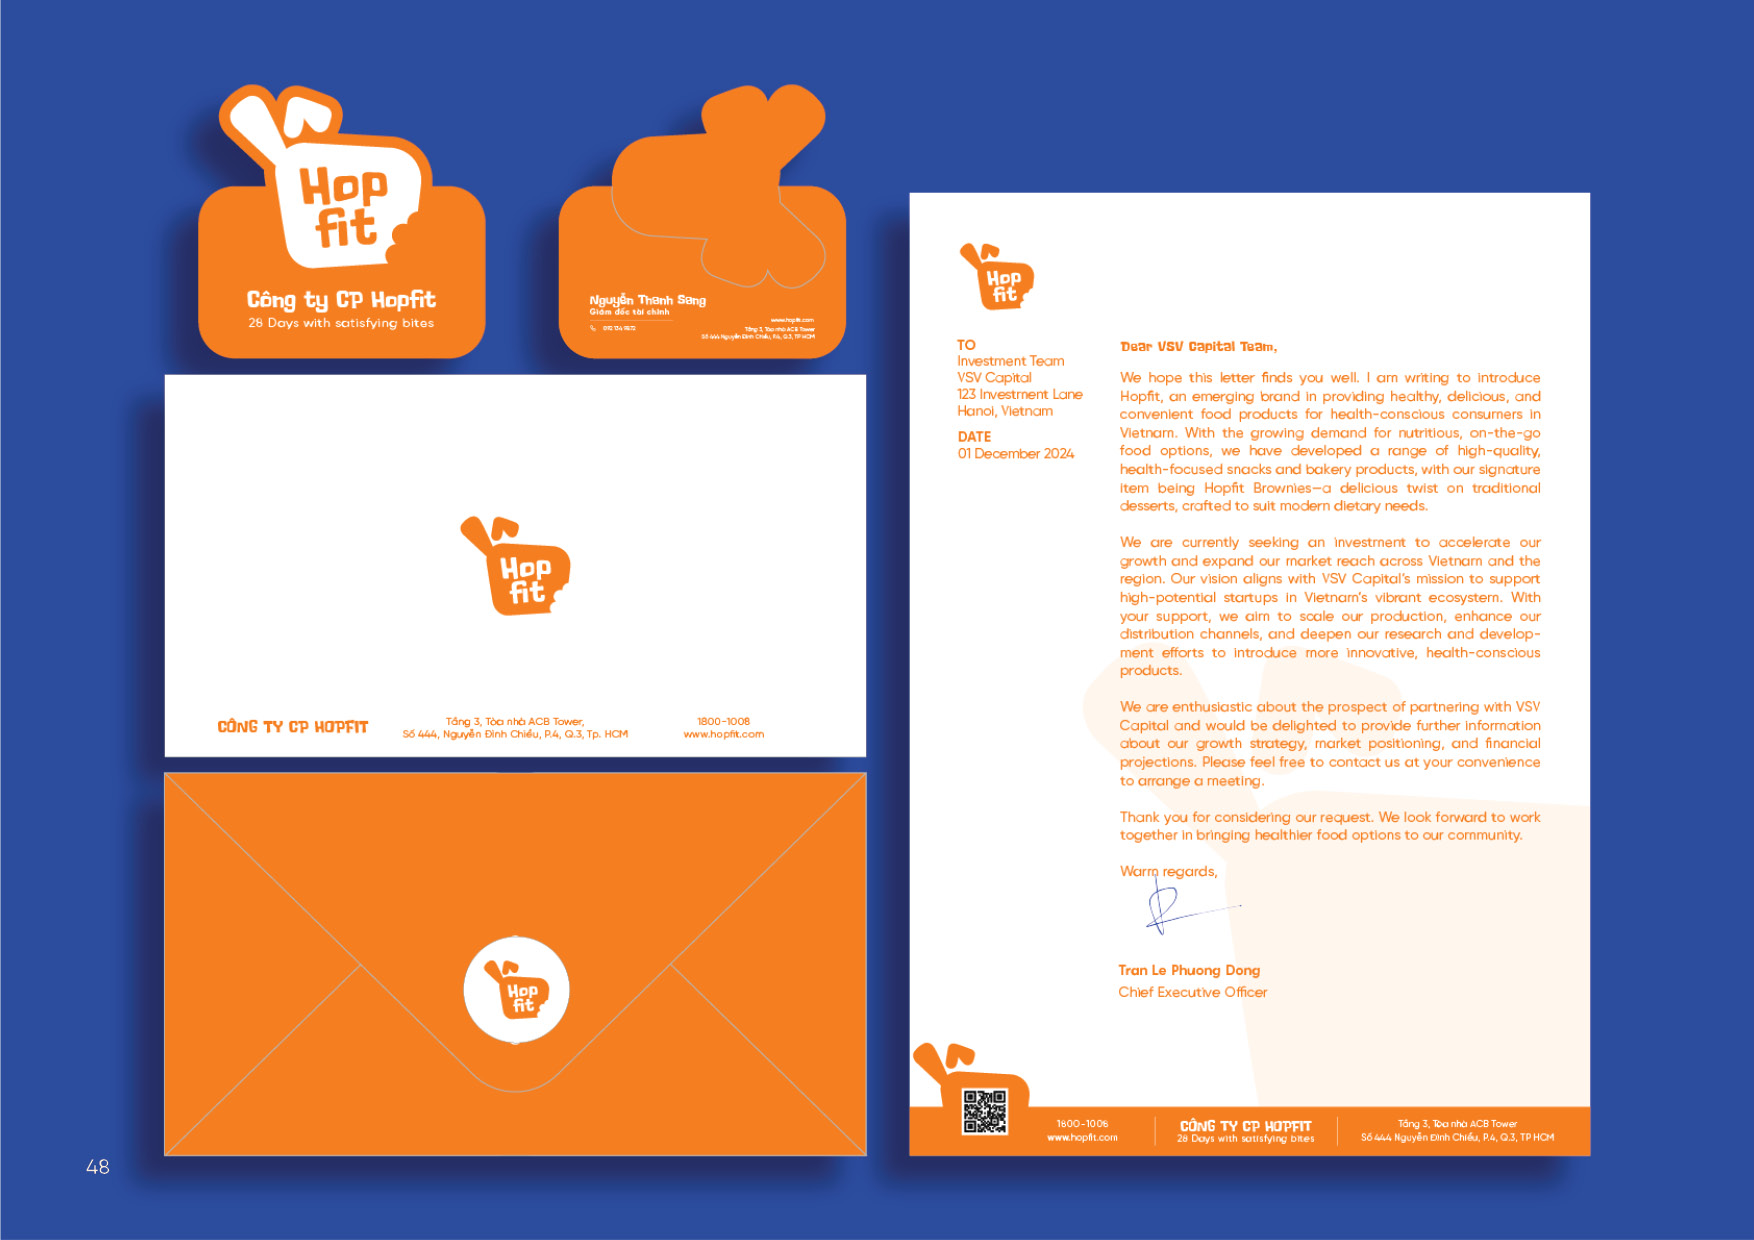 Hop
fit
Công ty CP Hopfit
28 Days with satisfying bites
Nguyễn Thanh Sang
Giám đốc tài chính
www.hopfit.com
Tầng 3, Tòa nhà ACB Tower
Số 444 Nguyễn Đình Chiểu, P.4, Q.3, TP HCM
Hop
fit
CÔNG TY CP HOPFIT
Tầng 3, Tòa nhà ACB Tower,
Số 444, Nguyễn Đình Chiểu, P.4, Q.3, Tp. HCM
1800-1008
www.hopfit.com
Hop
fit
Hop
fit
TO
Investment Team
VSV Capital
123 Investment Lane
Hanoi, Vietnam
DATE
01 December 2024
Dear VSV Capital Team,
We hope this letter finds you well. I am writing to introduce
Hopfit, an emerging brand in providing healthy, delicious, and
convenient food products for health-conscious consumers in
Vietnam. With the growing demand for nutritious, on-the-go
food options, we have developed a range of high-quality,
health-focused snacks and bakery products, with our signature
item being Hopfit Brownies—a delicious twist on traditional
desserts, crafted to suit modern dietary needs.
We are currently seeking an investment to accelerate our
growth and expand our market reach across Vietnam and the
region. Our vision aligns with VSV Capital's mission to support
high-potential startups in Vietnam's vibrant ecosystem. With
your support, we aim to scale our production, enhance our
distribution channels, and deepen our research and develop-
ment efforts to introduce more innovative, health-conscious
products.
We are enthusiastic about the prospect of partnering with VSV
Capital and would be delighted to provide further information
about our growth strategy, market positioning, and financial
projections. Please feel free to contact us at your convenience
to arrange a meeting.
Thank you for considering our request. We look forward to work
together in bringing healthier food options to our community.
Warm regards,
Tran Le Phuong Dong
Chief Executive Officer
www.hopfit.com
CÔNG TY CP HOPFIT
28 Days with satisfying bites
Tầng 3, Tòa nhà ACB Tower
Số 444 Nguyễn Đình Chiểu, P.4, Q.3, TP HCM
48